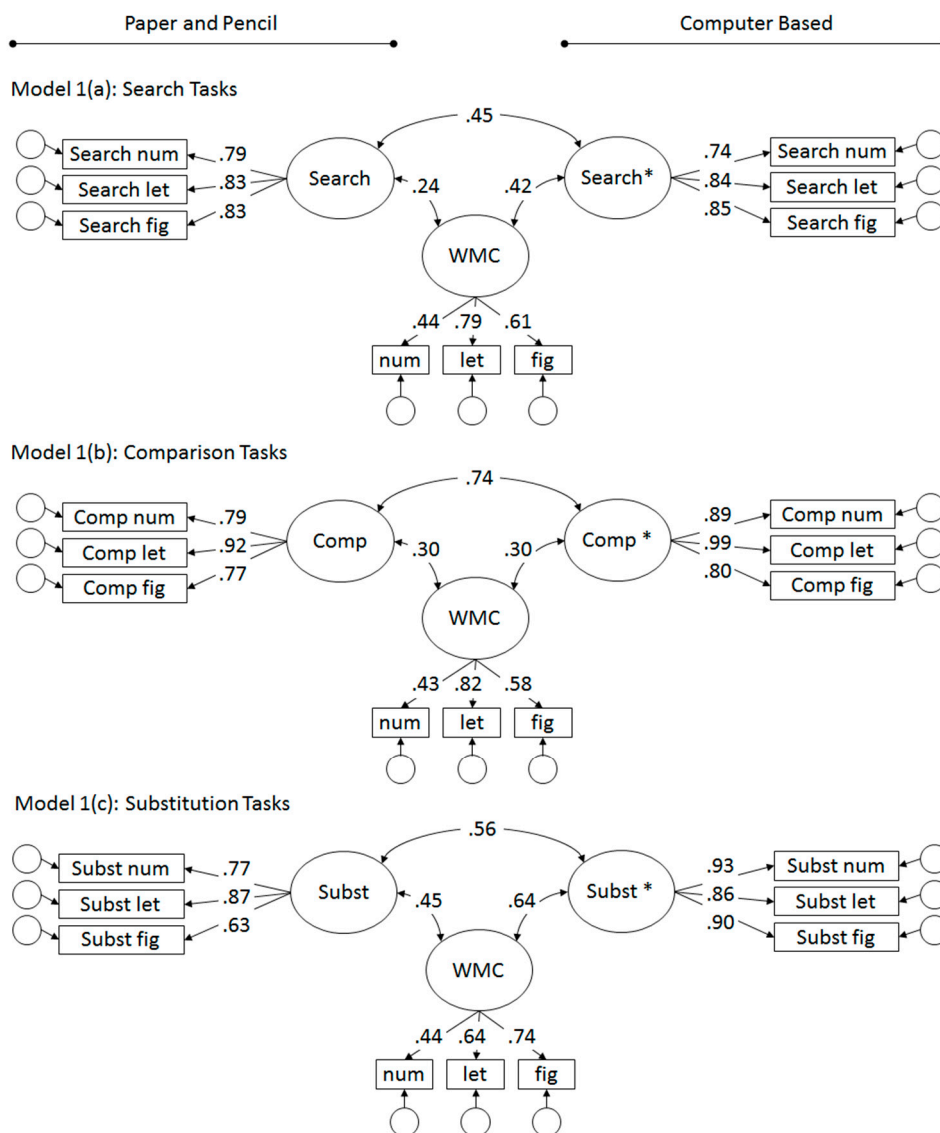 Paper and Pencil Computer Based
Model 1(a): Search Tasks
.45
Search num .79 .74 Search num
Search let .83 Search .24 .42 Search* .84 Search let
Search fig .83 .85 Search fig
WMC
.44 .79 .61
num let fig
Model 1(b): Comparison Tasks
.74
Comp num .79 .89 Comp num
Comp let .92 Comp .30 .30 Comp * .99 Comp let
Comp fig .77 .80 Comp fig
WMC
.43 .82 .58
num let fig
Model 1(c): Substitution Tasks
.56
Subst num .77 .93 Subst num
Subst let .87 Subst .45 .64 Subst * .86 Subst let
Subst fig .63 .90 Subst fig
WMC
.44 .64 .74
num let fig